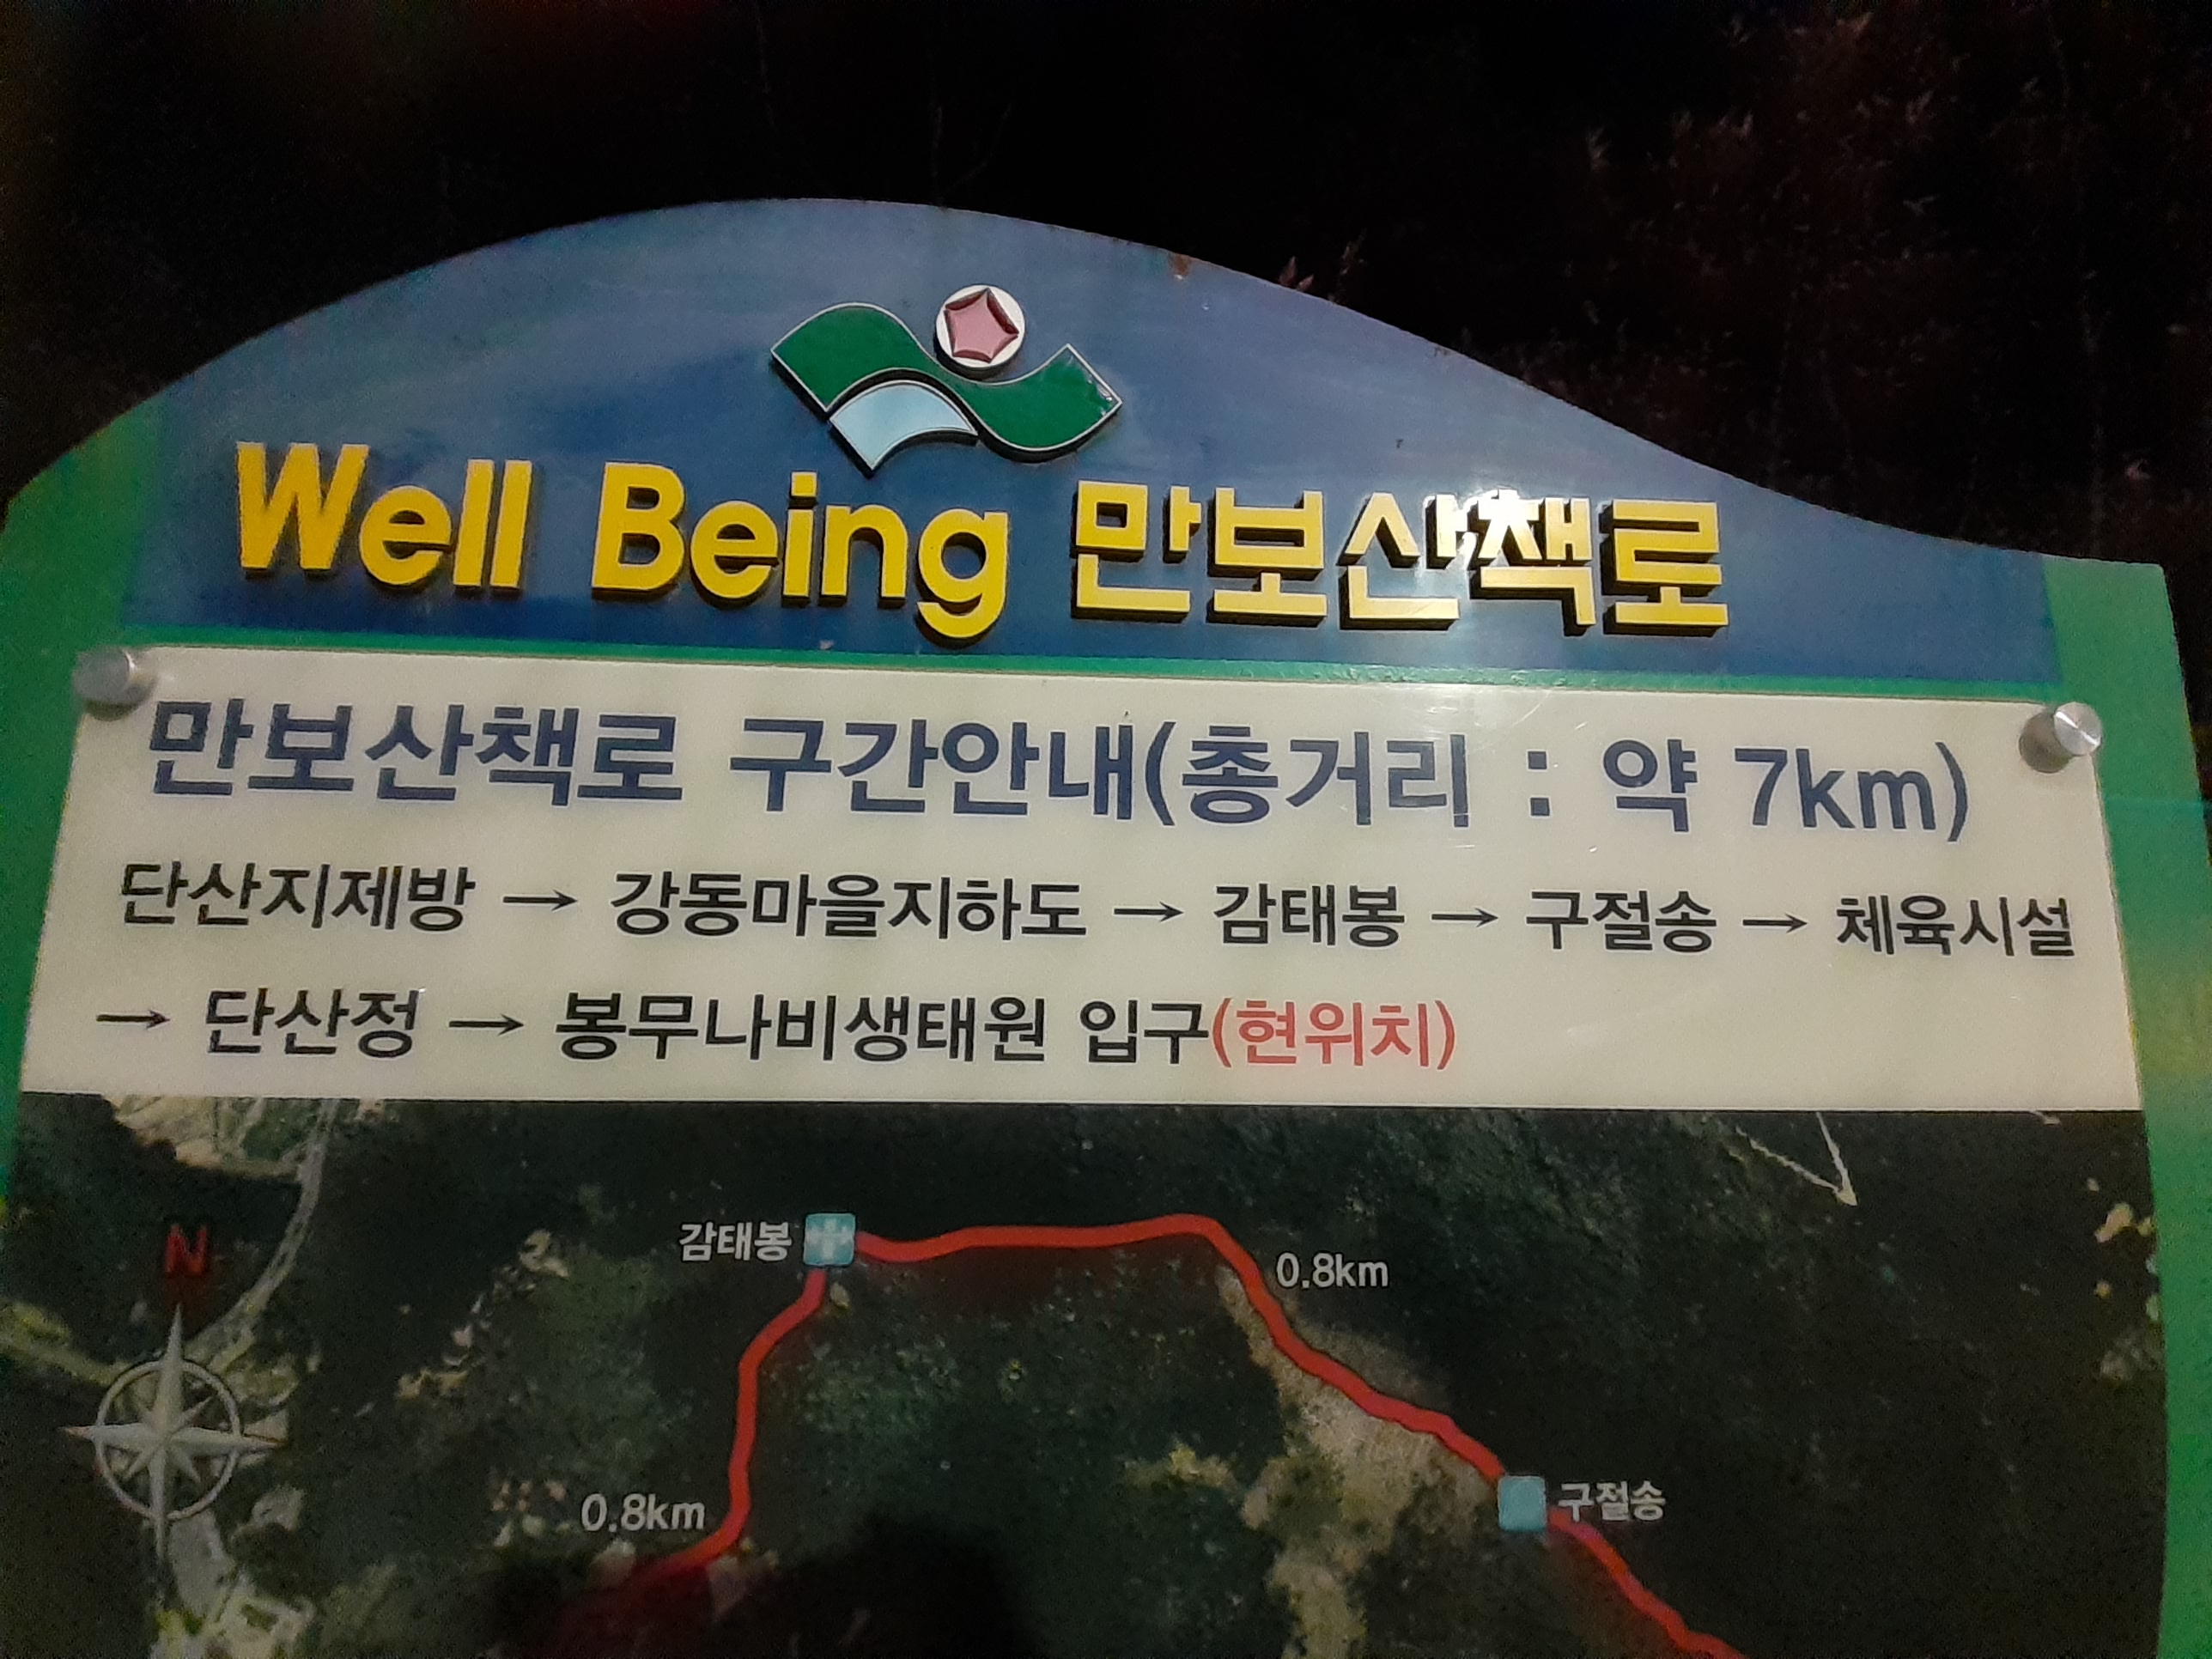 Well Being 만보산책로
만보산책로 구간안내(총거리 : 약 7km)
단산지제방 → 강동마을지하도 → 감태봉 → 구절송 → 체육시설
→ 단산정 → 봉무나비생태원 입구(현위치)
감태봉
0.8km
N
구절송
0.8km